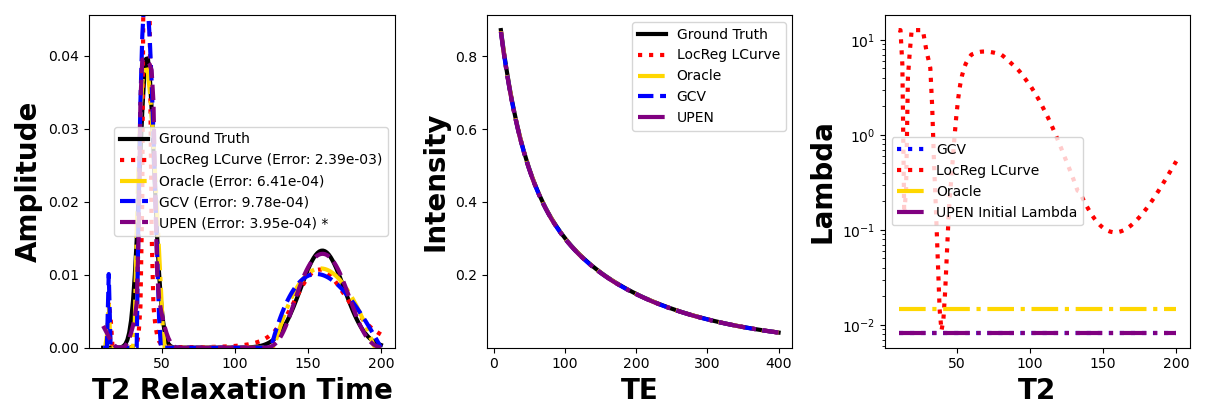 Amplitude
0.04
0.03
0.02
0.01
0.00
50
100
150
200
T2 Relaxation Time
Ground Truth
LocReg LCurve (Error: 2.39e-03)
Oracle (Error: 6.41e-04)
GCV (Error: 9.78e-04)
UPEN (Error: 3.95e-04) *
Intensity
0.8
0.6
0.4
0.2
0
100
200
300
400
TE
Ground Truth
LocReg LCurve
Oracle
GCV
UPEN
Lambda
10¹
10⁰
10⁻¹
10⁻²
50
100
150
200
T2
GCV
LocReg LCurve
Oracle
UPEN Initial Lambda